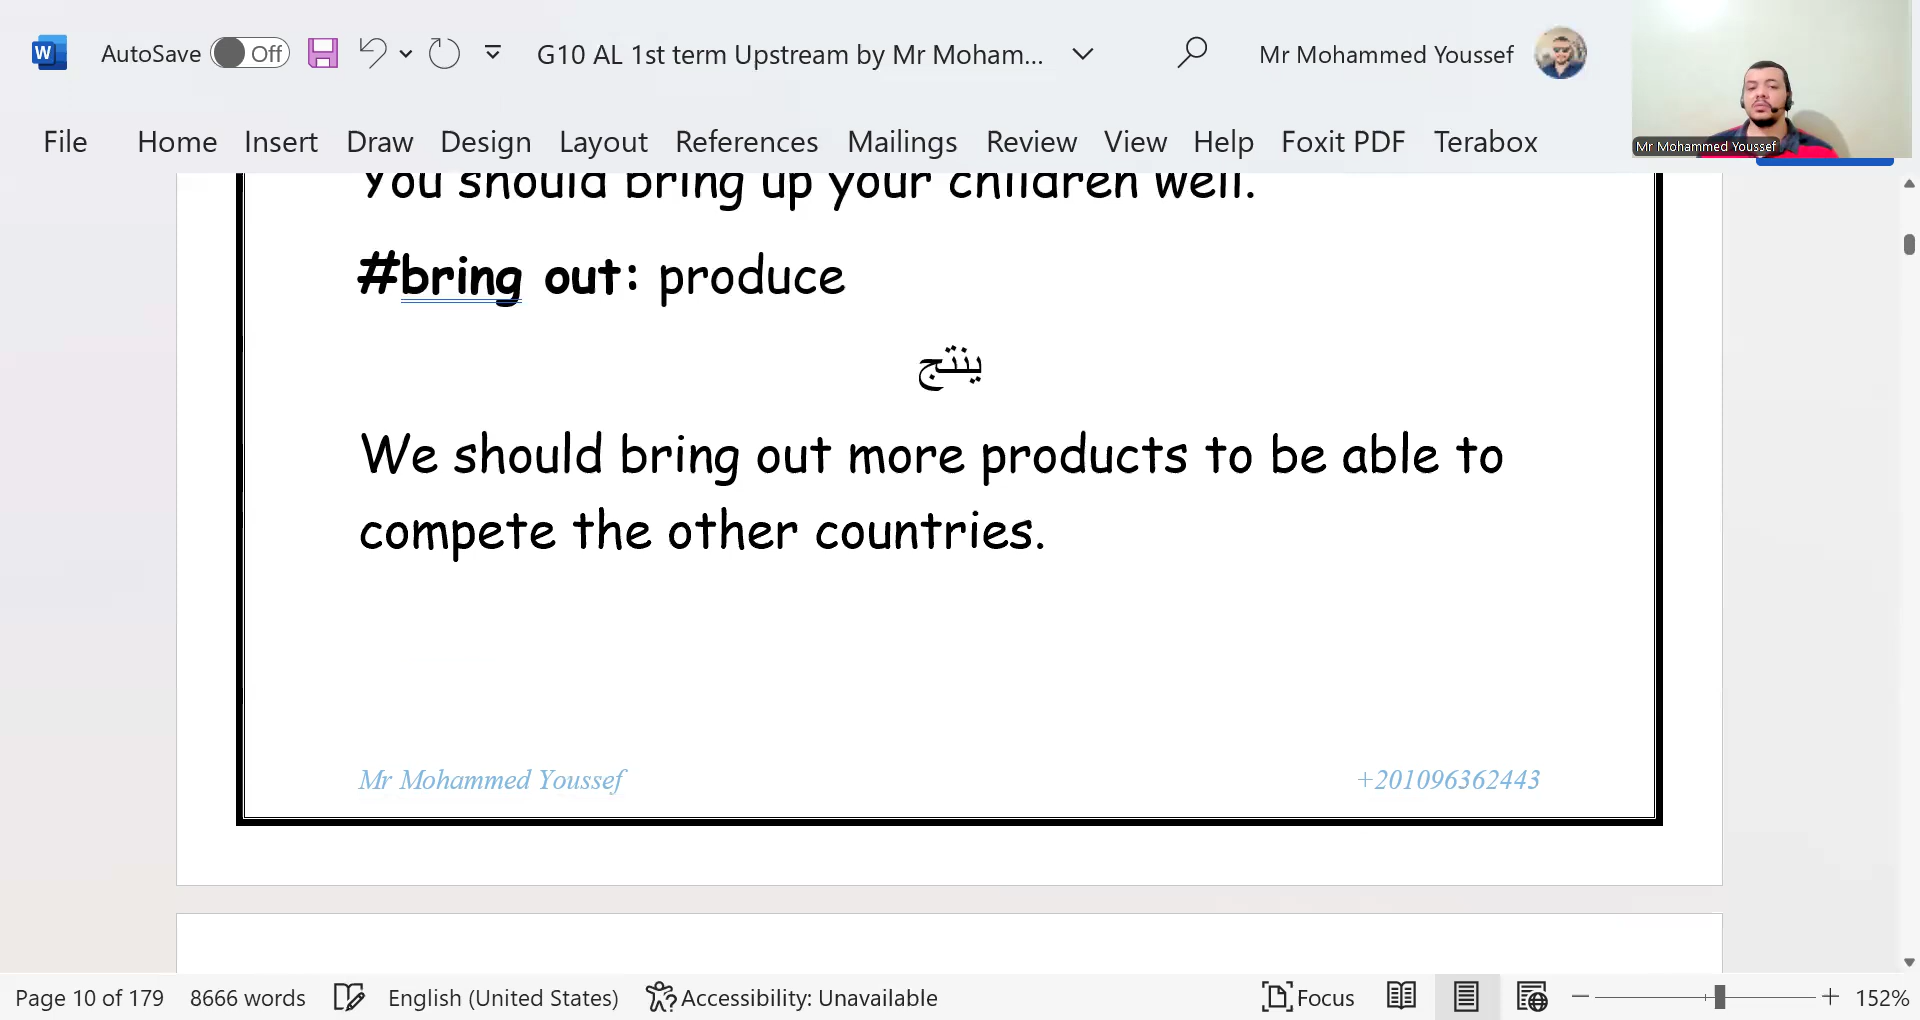 AutoSave Off G10 AL 1st term Upstream by Mr Moham... Mr Mohammed Youssef
File Home Insert Draw Design Layout References Mailings Review View Help Foxit PDF Terabox
Mr Mohammed Youssef
You should bring up your children well.
#bring out: produce
ينتج
We should bring out more products to be able to
compete the other countries.
Mr Mohammed Youssef +201096362443
Page 10 of 179 8666 words English (United States) Accessibility: Unavailable Focus 152%